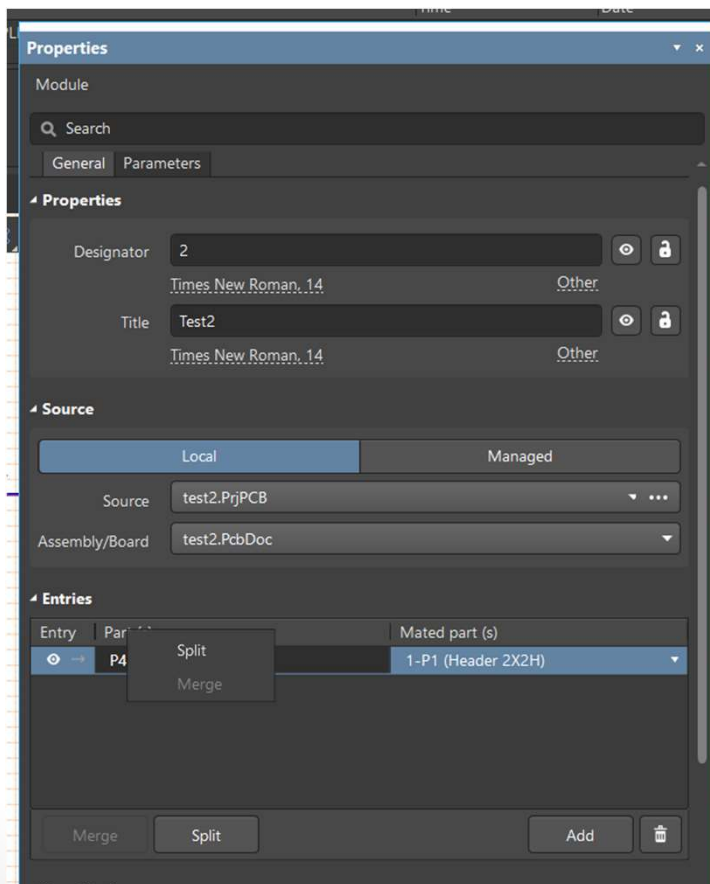 Time Date
Properties
Module
Search
General Parameters
Properties
Designator 2
Times New Roman, 14 Other
Title Test2
Times New Roman, 14 Other
Source
Local Managed
Source test2.PrjPCB
Assembly/Board test2.PcbDoc
Entries
Entry Mated part (s)
P4 Split 1-P1 (Header 2X2H)
Merge
Merge Split Add